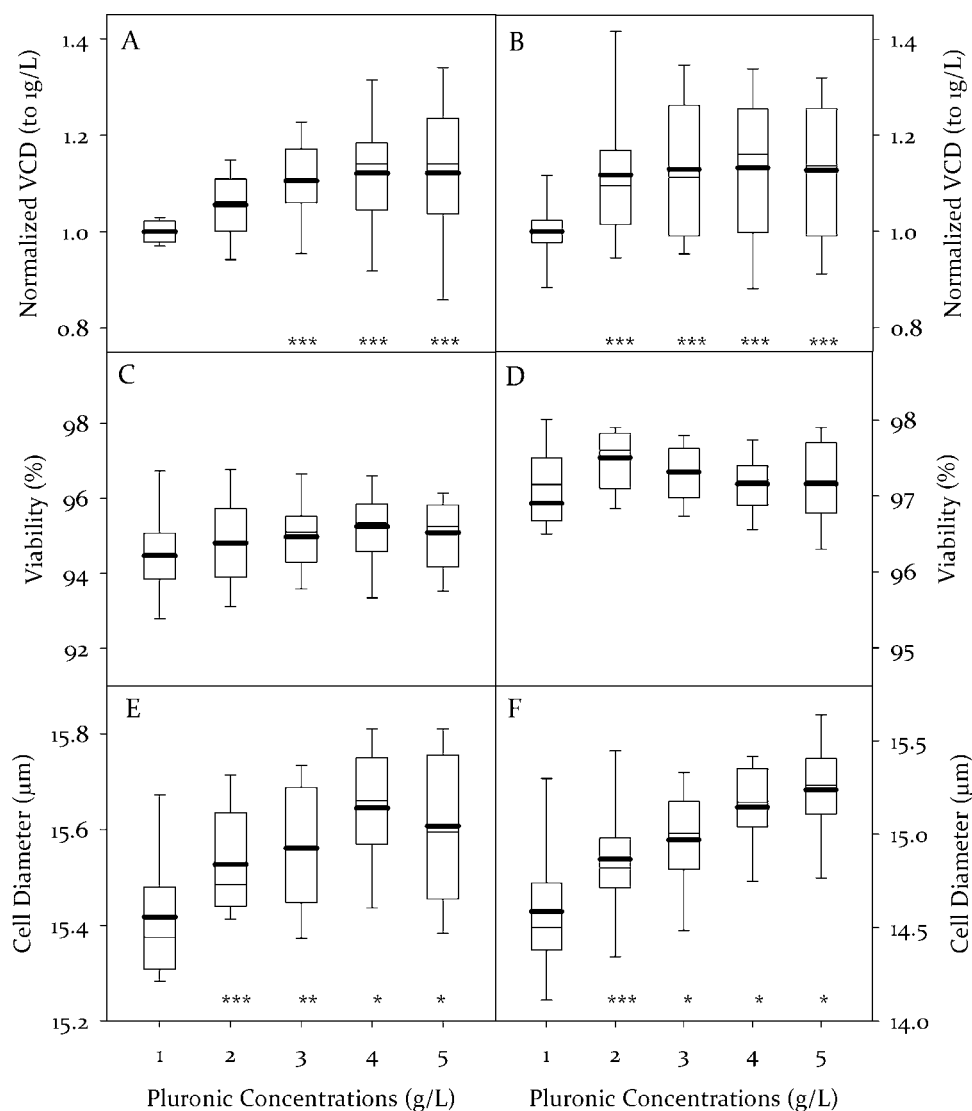 A
B
1.4
1.2
1.0
0.8
Normalized VCD (to 1g/L)
*** *** ***
*** *** *** ***
1.4
1.2
1.0
0.8
Normalized VCD (to 1g/L)
C
D
98
96
94
92
Viability (%)
98
97
96
95
Viability (%)
E
F
15.8
15.6
15.4
15.2
Cell Diameter (µm)
*** ** * *
*** * * *
15.5
15.0
14.5
14.0
Cell Diameter (µm)
1 2 3 4 5
1 2 3 4 5
Pluronic Concentrations (g/L)
Pluronic Concentrations (g/L)